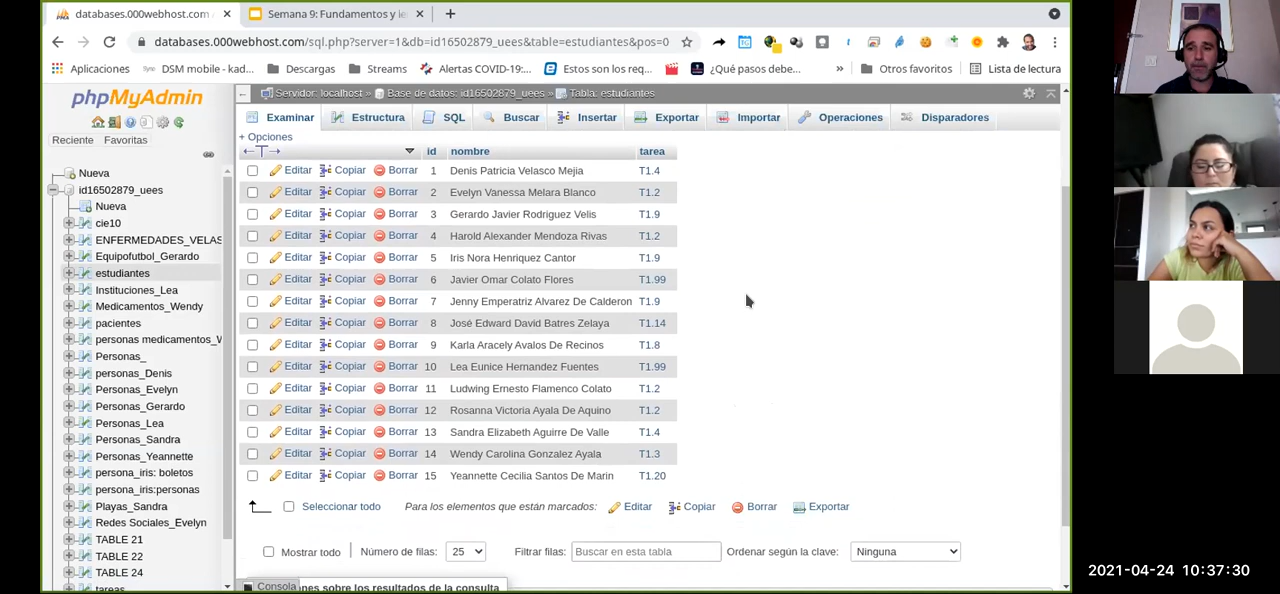 databases.000webhost.com /
Semana 9: Fundamentos y le
databases.000webhost.com/sql.php?server=1&db=id16502879_uees&table=estudiantes&pos=0
Aplicaciones
DSM mobile - kad...
Descargas
Streams
Alertas COVID-19:...
Estos son los req...
¿Qué pasos debe...
»
Otros favoritos
Lista de lectura
phpMyAdmin
Reciente Favoritas
Nueva
id16502879_uees
Nueva
cie10
ENFERMEDADES_VELAS
Equipofutbol_Gerardo
estudiantes
Instituciones_Lea
Medicamentos_Wendy
pacientes
personas medicamentos_W
Personas_
personas_Denis
Personas_Evelyn
Personas_Gerardo
Personas_Lea
Personas_Sandra
Personas_Yeannette
persona_iris: boletos
persona_iris:personas
Playas_Sandra
Redes Sociales_Evelyn
TABLE 21
TABLE 22
TABLE 24
tareas
Servidor: localhost » Base de datos: id16502879_uees » Tabla: estudiantes
Examinar Estructura SQL Buscar Insertar Exportar Importar Operaciones Disparadores
+ Opciones
id nombre tarea
Editar Copiar Borrar 1 Denis Patricia Velasco Mejia T1.4
Editar Copiar Borrar 2 Evelyn Vanessa Melara Blanco T1.2
Editar Copiar Borrar 3 Gerardo Javier Rodriguez Velis T1.9
Editar Copiar Borrar 4 Harold Alexander Mendoza Rivas T1.2
Editar Copiar Borrar 5 Iris Nora Henriquez Cantor T1.9
Editar Copiar Borrar 6 Javier Omar Colato Flores T1.99
Editar Copiar Borrar 7 Jenny Emperatriz Alvarez De Calderon T1.9
Editar Copiar Borrar 8 José Edward David Batres Zelaya T1.14
Editar Copiar Borrar 9 Karla Aracely Avalos De Recinos T1.8
Editar Copiar Borrar 10 Lea Eunice Hernandez Fuentes T1.99
Editar Copiar Borrar 11 Ludwing Ernesto Flamenco Colato T1.2
Editar Copiar Borrar 12 Rosanna Victoria Ayala De Aquino T1.2
Editar Copiar Borrar 13 Sandra Elizabeth Aguirre De Valle T1.4
Editar Copiar Borrar 14 Wendy Carolina Gonzalez Ayala T1.3
Editar Copiar Borrar 15 Yeannette Cecilia Santos De Marin T1.20
Seleccionar todo Para los elementos que están marcados: Editar Copiar Borrar Exportar
Mostrar todo Número de filas: 25 Filtrar filas: Buscar en esta tabla Ordenar según la clave: Ninguna
Consola nes sobre los resultados de la consulta
2021-04-24 10:37:30